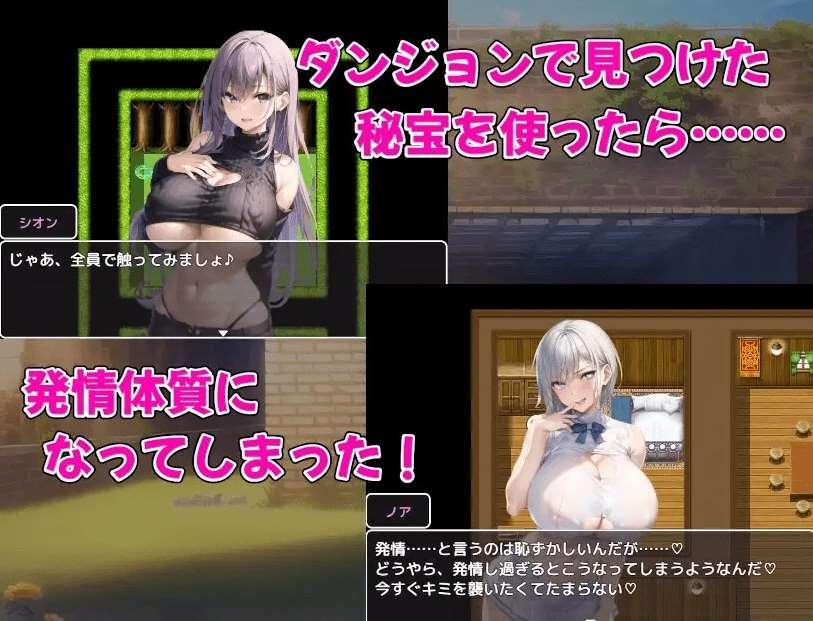 ダンジョンで見つけた
秘宝を使ったら……
シオン
じゃあ、全員で触ってみましょ♪
発情体質に
なってしまった！
ノア
発情……と言うのは恥ずかしいんだが……♡
どうやら、発情し過ぎるとこうなってしまうようなんだ♡
今すぐキミを襲いたくてたまらない♡